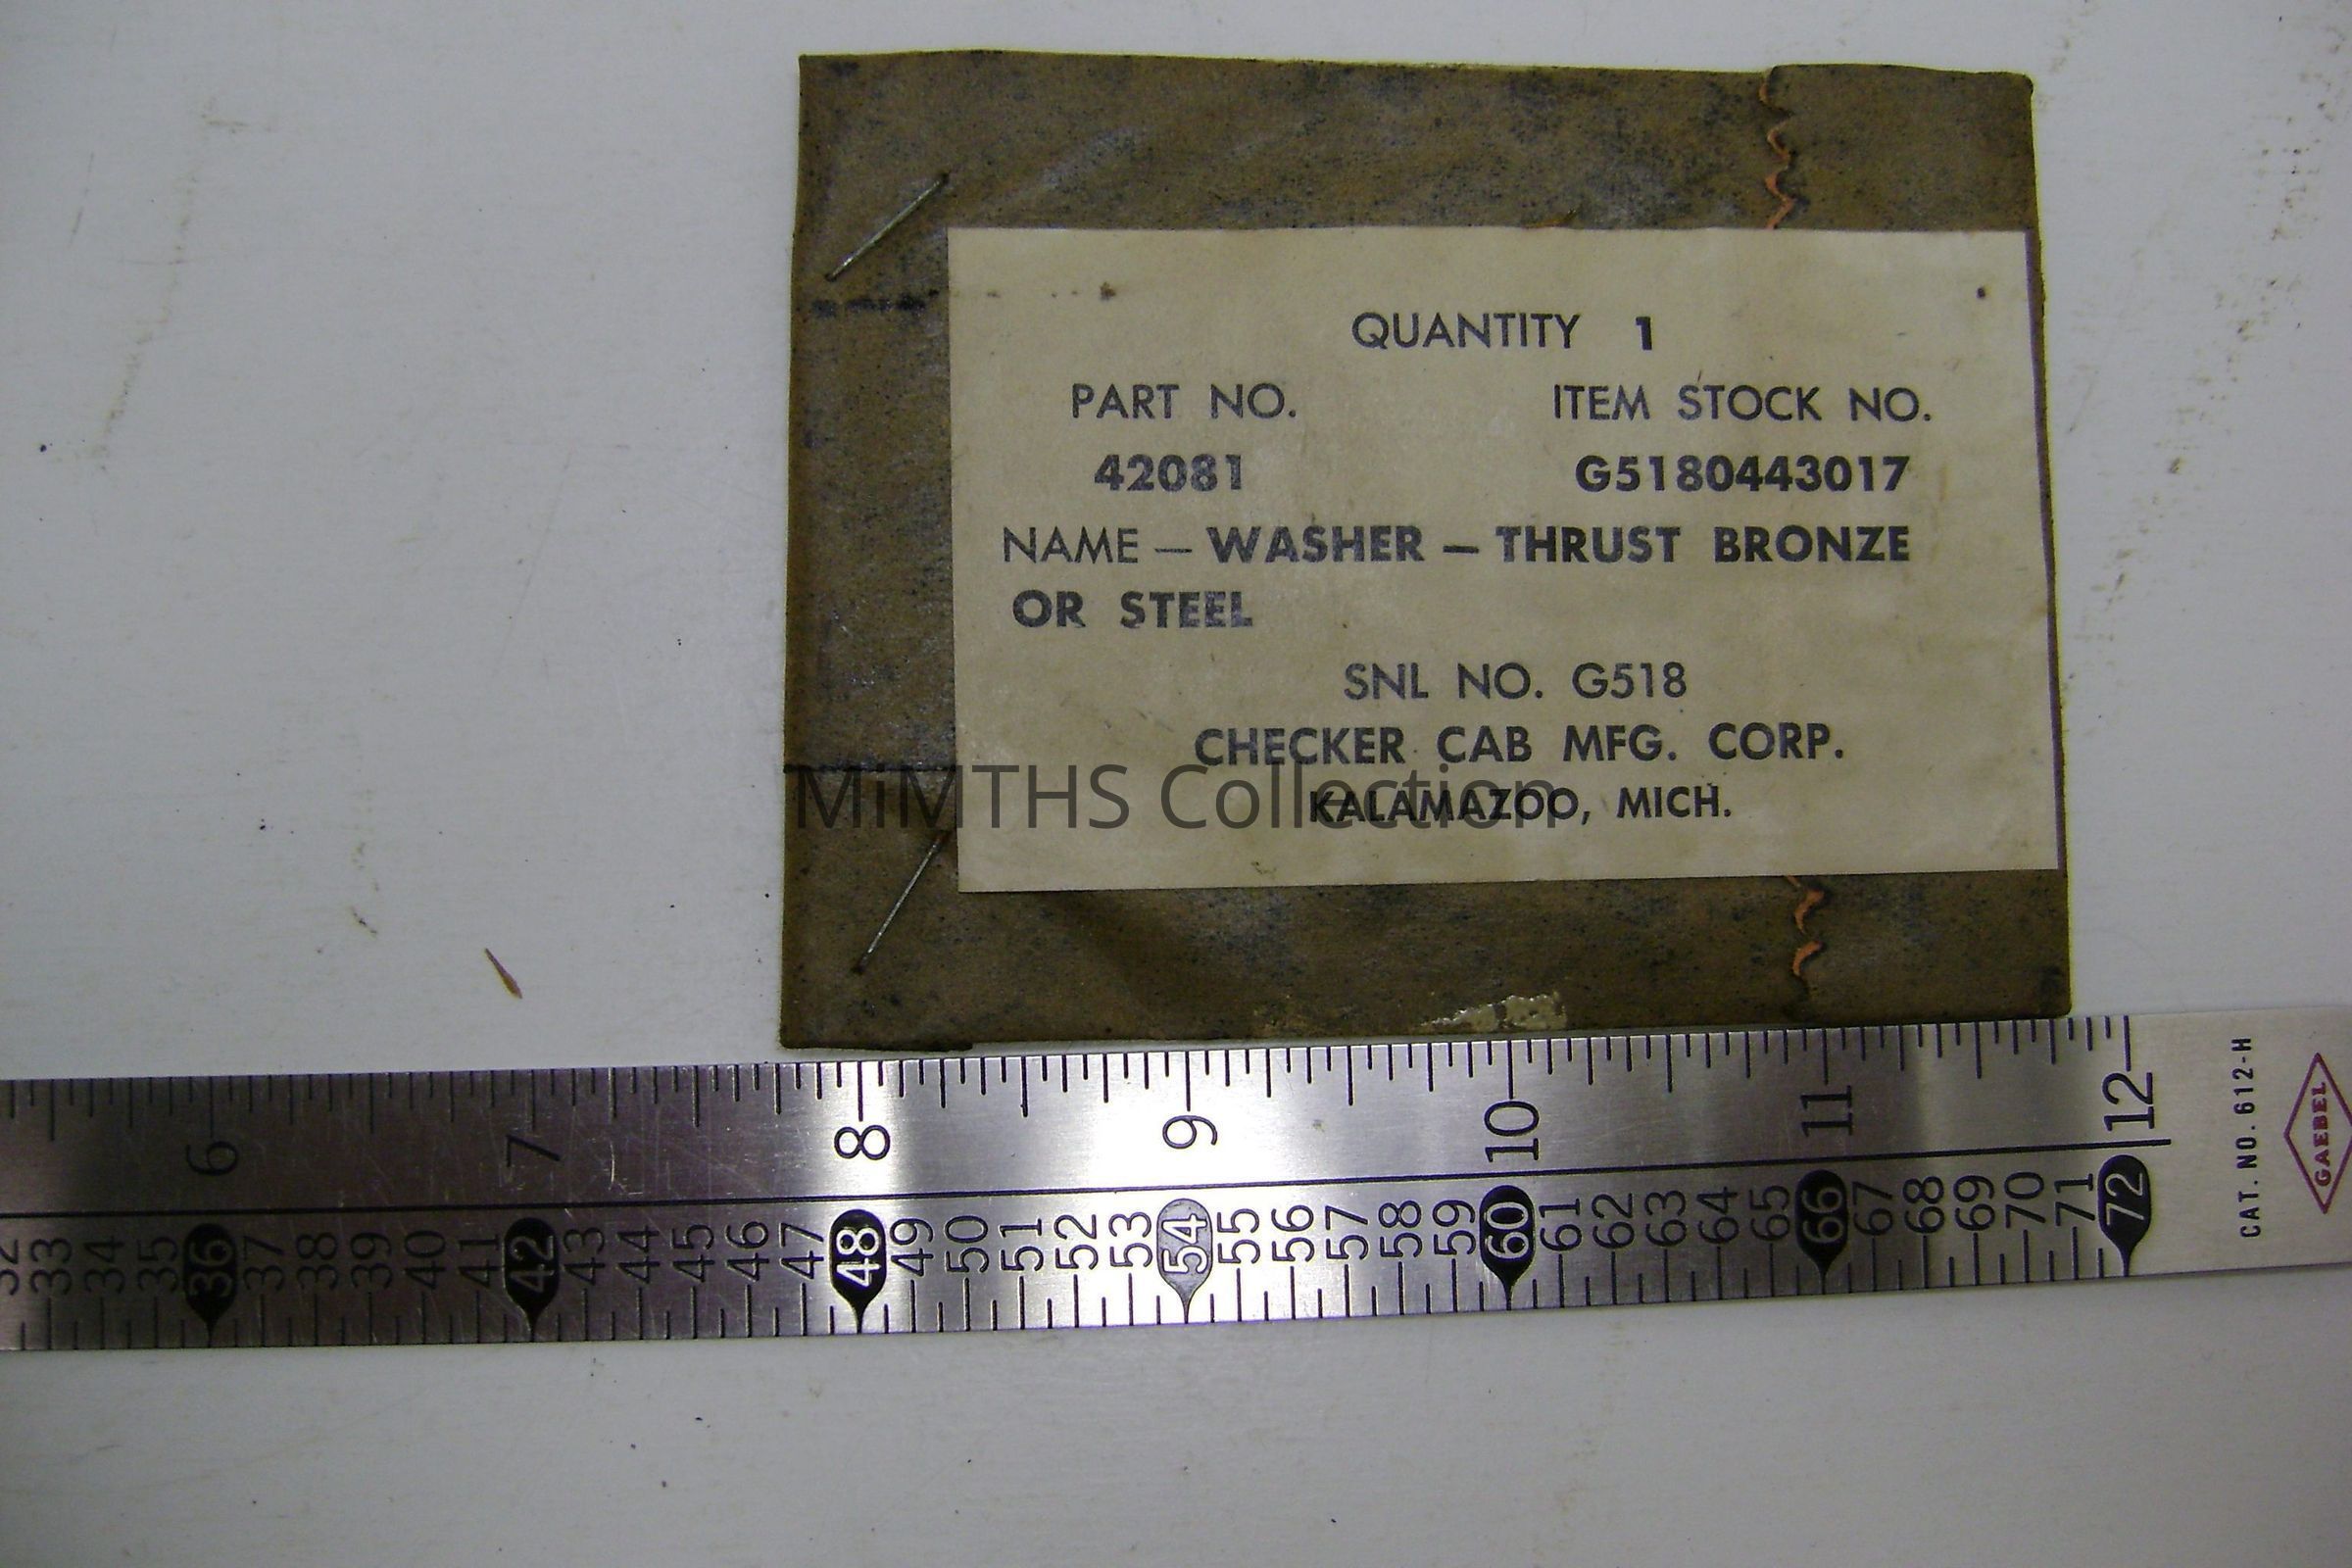 QUANTITY 1
PART NO. ITEM STOCK NO.
42081 G5180443017
NAME — WASHER — THRUST BRONZE
OR STEEL
SNL NO. G518
CHECKER CAB MFG. CORP.
KALAMAZOO, MICH.
MiMTHS Collection
6 7 8 9 10 11 12
33 34 35 36 37 38 39 40 41 42 43 44 45 46 47 48 49 50 51 52 53 54 55 56 57 58 59 60 61 62 63 64 65 66 67 68 69 70 71 72
CAT. NO. 612-H
GAEBEL